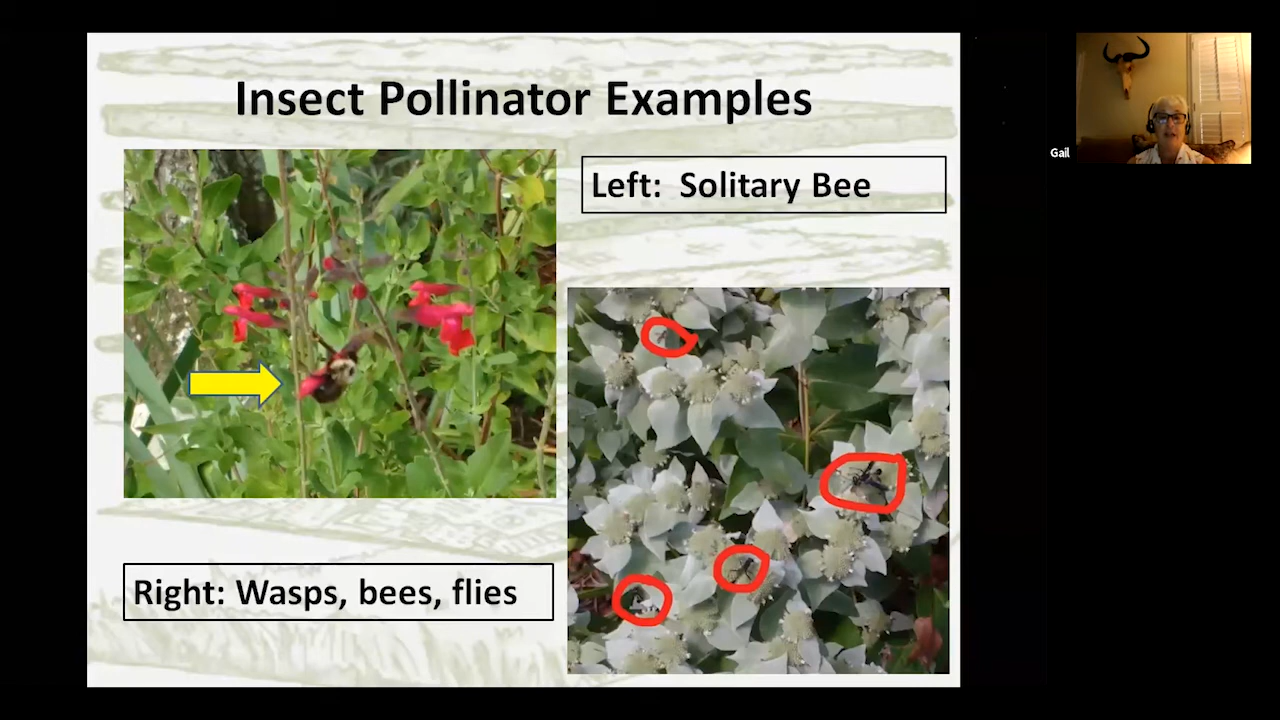 Insect Pollinator Examples
Left:  Solitary Bee
Gail
Right: Wasps, bees, flies